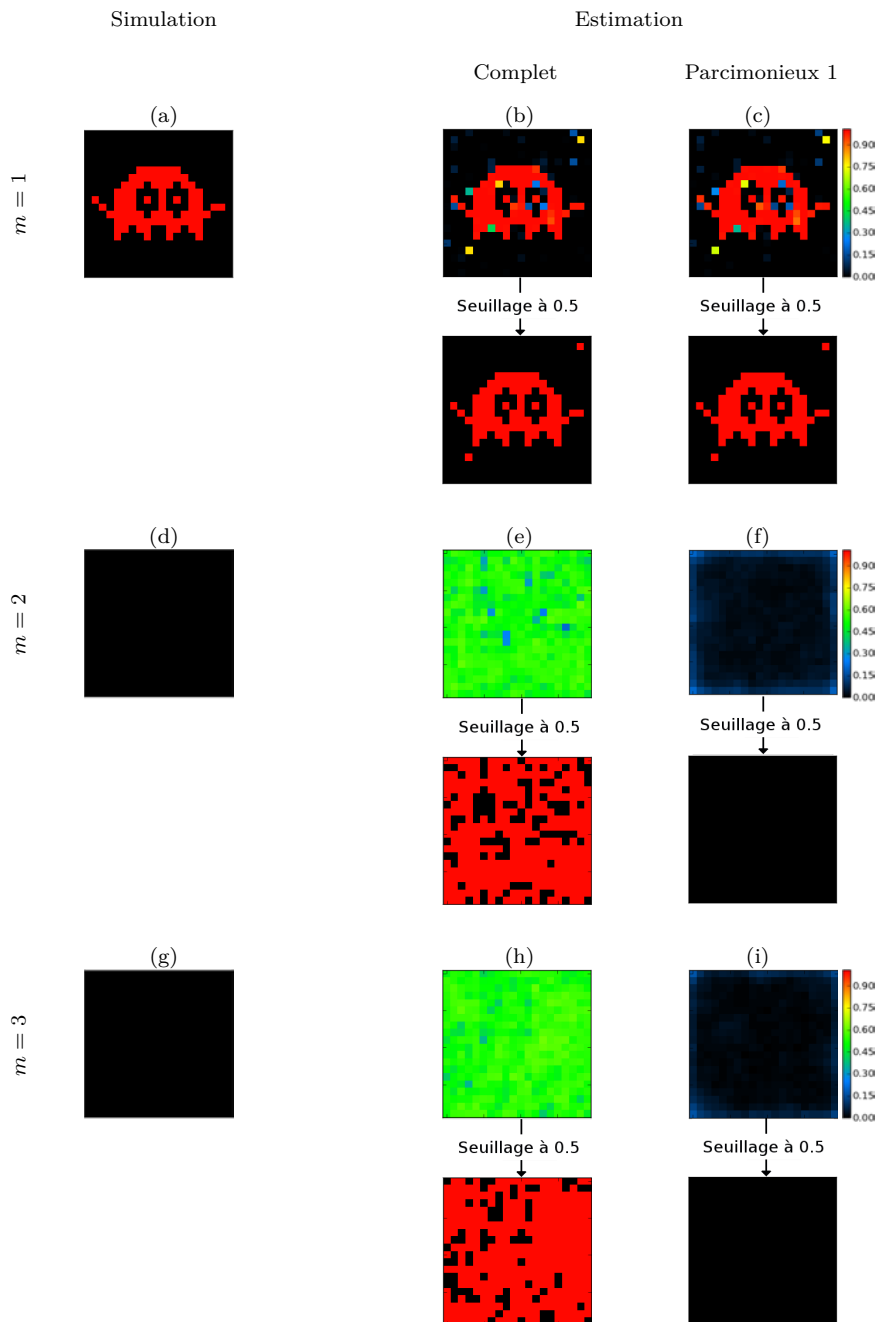 Simulation
Estimation
Complet
Parcimonieux 1
(a)
(b)
(c)
m = 1
0.90
0.75
0.60
0.45
0.30
0.15
0.00
Seuillage à 0.5
Seuillage à 0.5
(d)
(e)
(f)
m = 2
0.90
0.75
0.60
0.45
0.30
0.15
0.00
Seuillage à 0.5
Seuillage à 0.5
(g)
(h)
(i)
m = 3
0.90
0.75
0.60
0.45
0.30
0.15
0.00
Seuillage à 0.5
Seuillage à 0.5